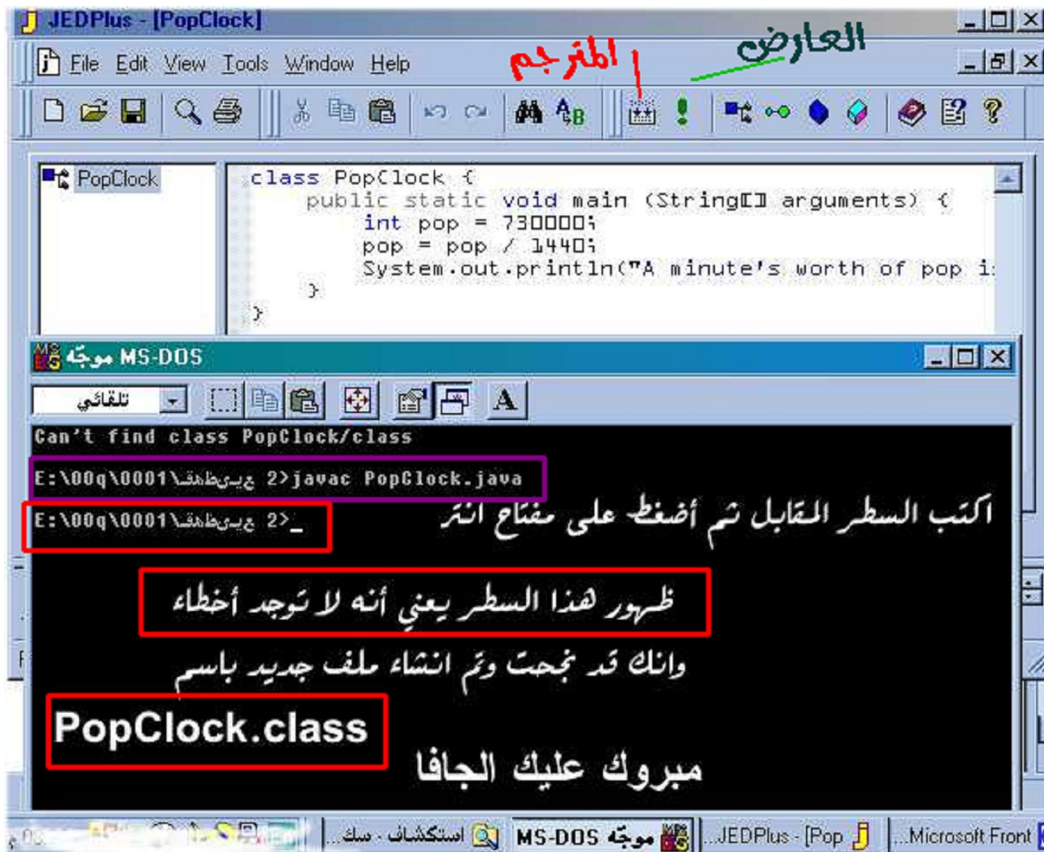 JEDPlus - [PopClock]
File Edit View Tools Window Help
المترجم
العارض
PopClock
class PopClock {
public static void main (String[] arguments) {
int pop = 730000;
pop = pop / 1440;
System.out.println("A minute's worth of pop i
}
}
موجّه MS-DOS
تلقائي
A
Can't find class PopClock/class
E:\00q\0001\ 2>javac PopClock.java
E:\00q\0001\ 2>_
اكتب السطر المقابل ثم أضغط على مفتاح انتر
ظهور هذا السطر يعني أنه لا توجد أخطاء
وانك قد نجحت وتم انشاء ملف جديد باسم
PopClock.class
مبروك عليك الجافا
استكشاف - سك...
موجّه MS-DOS
JEDPlus - [Pop...
Microsoft Front...